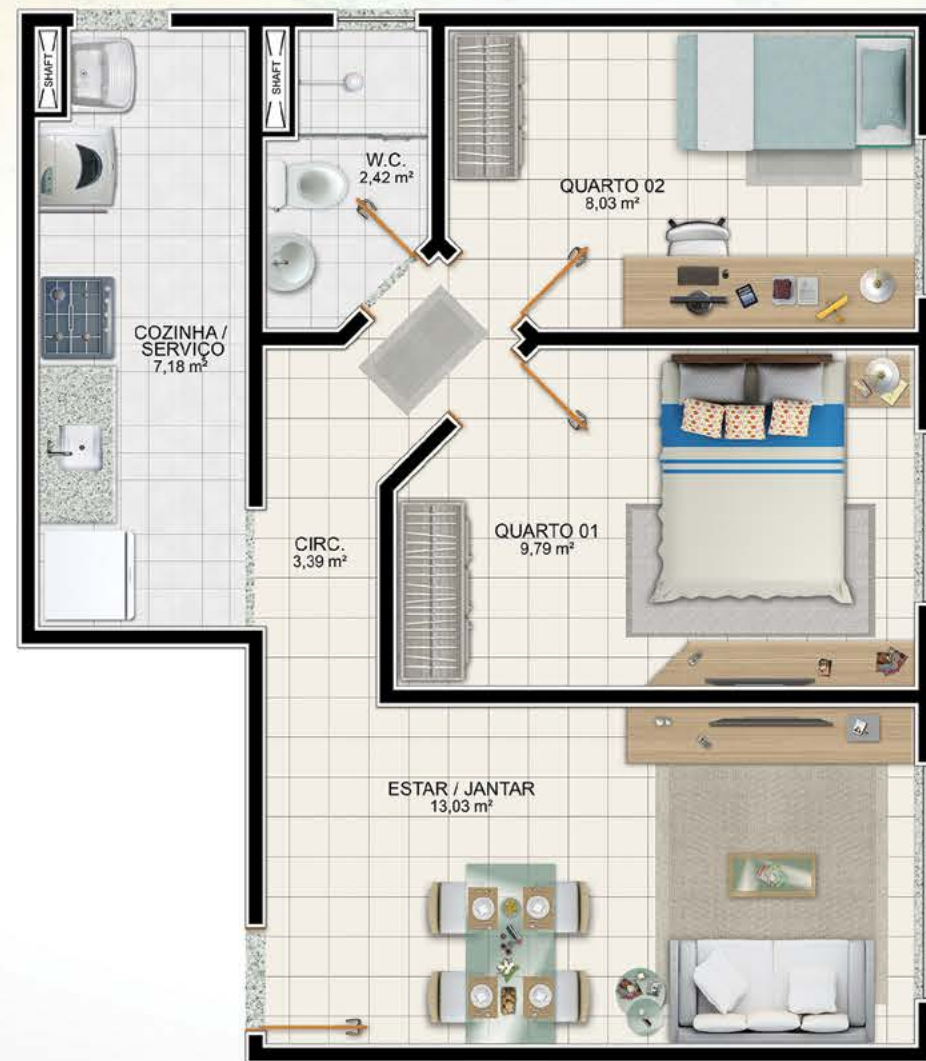 SHAFT
SHAFT
W.C.
2,42 m²
QUARTO 02
8,03 m²
COZINHA /
SERVIÇO
7,18 m²
CIRC.
3,39 m²
QUARTO 01
9,79 m²
ESTAR / JANTAR
13,03 m²